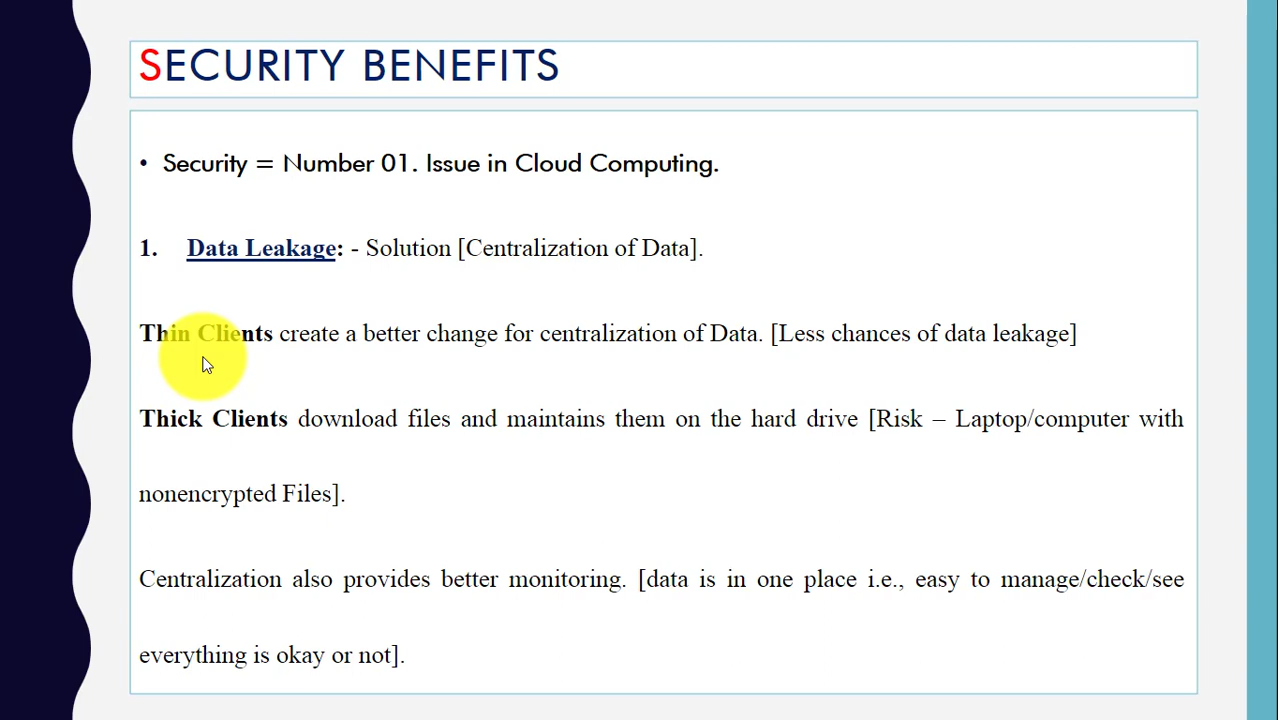 SECURITY BENEFITS
• Security = Number 01. Issue in Cloud Computing.
1. Data Leakage: - Solution [Centralization of Data].
Thin Clients create a better change for centralization of Data. [Less chances of data leakage]
Thick Clients download files and maintains them on the hard drive [Risk – Laptop/computer with
nonencrypted Files].
Centralization also provides better monitoring. [data is in one place i.e., easy to manage/check/see
everything is okay or not].